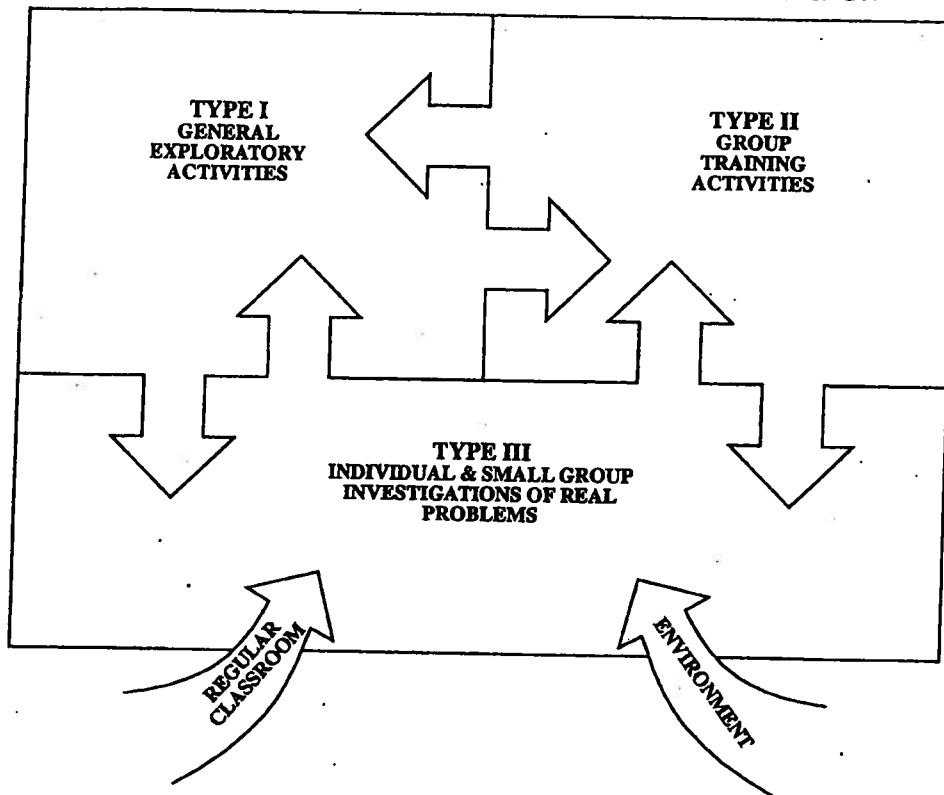 TYPE I
GENERAL
EXPLORATORY
ACTIVITIES
TYPE II
GROUP
TRAINING
ACTIVITIES
TYPE III
INDIVIDUAL & SMALL GROUP
INVESTIGATIONS OF REAL
PROBLEMS
REGULAR
CLASSROOM
ENVIRONMENT